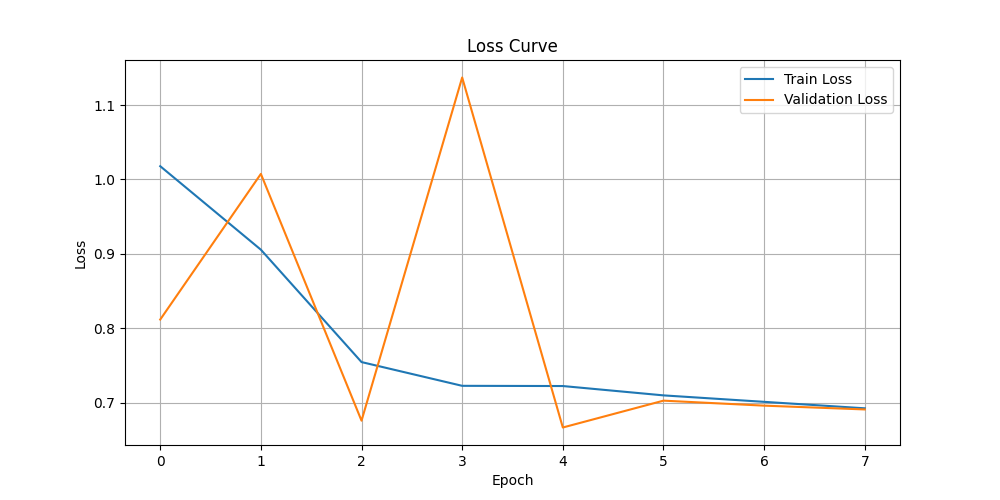 Loss Curve
Train Loss
Validation Loss
1.1
1.0
0.9
0.8
0.7
Loss
0 1 2 3 4 5 6 7
Epoch